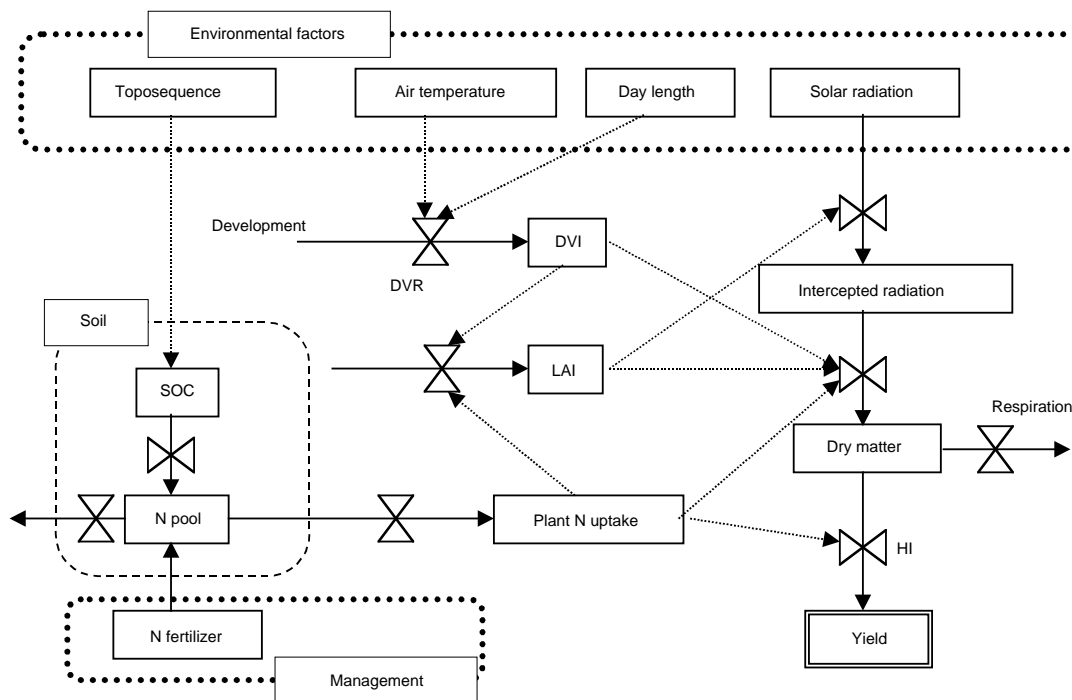 Environmental factors
Toposequence
Air temperature
Day length
Solar radiation
Development
DVI
DVR
Intercepted radiation
Soil
LAI
SOC
Respiration
Dry matter
N pool
Plant N uptake
HI
N fertilizer
Yield
Management